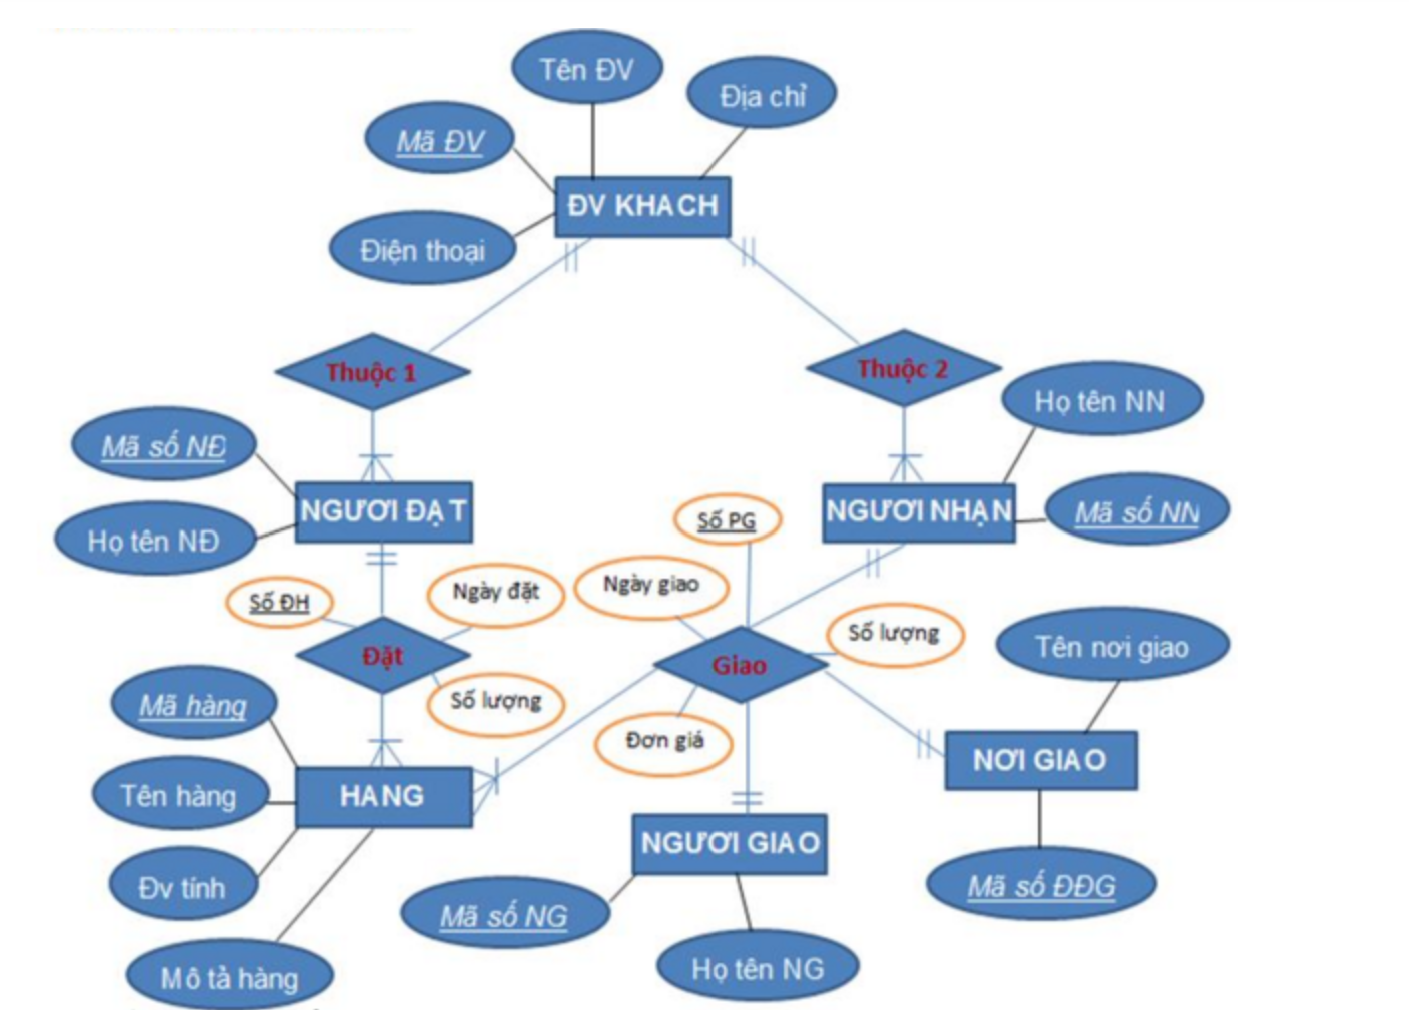 Tên ĐV
Địa chỉ
Mã ĐV
ĐV KHACH
Điện thoại
Thuộc 1
Thuộc 2
Họ tên NN
Mã số NĐ
NGƯƠI ĐẠT
NGƯƠI NHẬN
Mã số NN
Số PG
Họ tên NĐ
Ngày đặt
Ngày giao
Số ĐH
Số lượng
Tên nơi giao
Đặt
Giao
Mã hàng
Số lượng
Đơn giá
NƠI GIAO
Tên hàng
HANG
NGƯƠI GIAO
Đv tính
Mã số ĐĐG
Mã số NG
Mô tả hàng
Họ tên NG